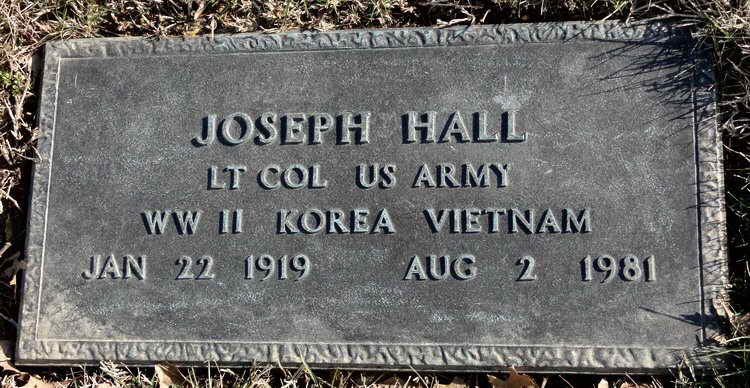 JOSEPH HALL
LT COL US ARMY
WW II KOREA VIETNAM
JAN 22 1919 AUG 2 1981